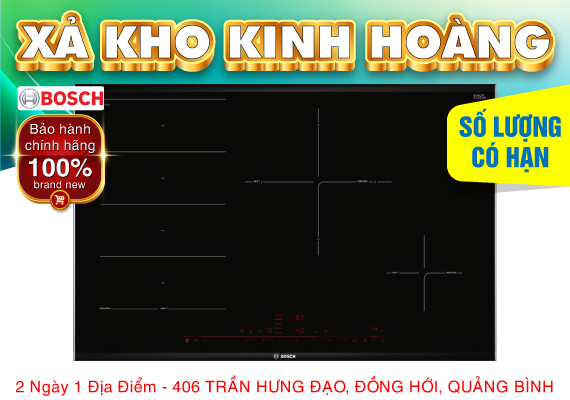 XẢ KHO KINH HOÀNG
BOSCH
Bảo hành
chính hãng
100%
brand new
SỐ LƯỢNG
CÓ HẠN
BOSCH
2 Ngày 1 Địa Điểm - 406 TRẦN HƯNG ĐẠO, ĐỒNG HỚI, QUẢNG BÌNH